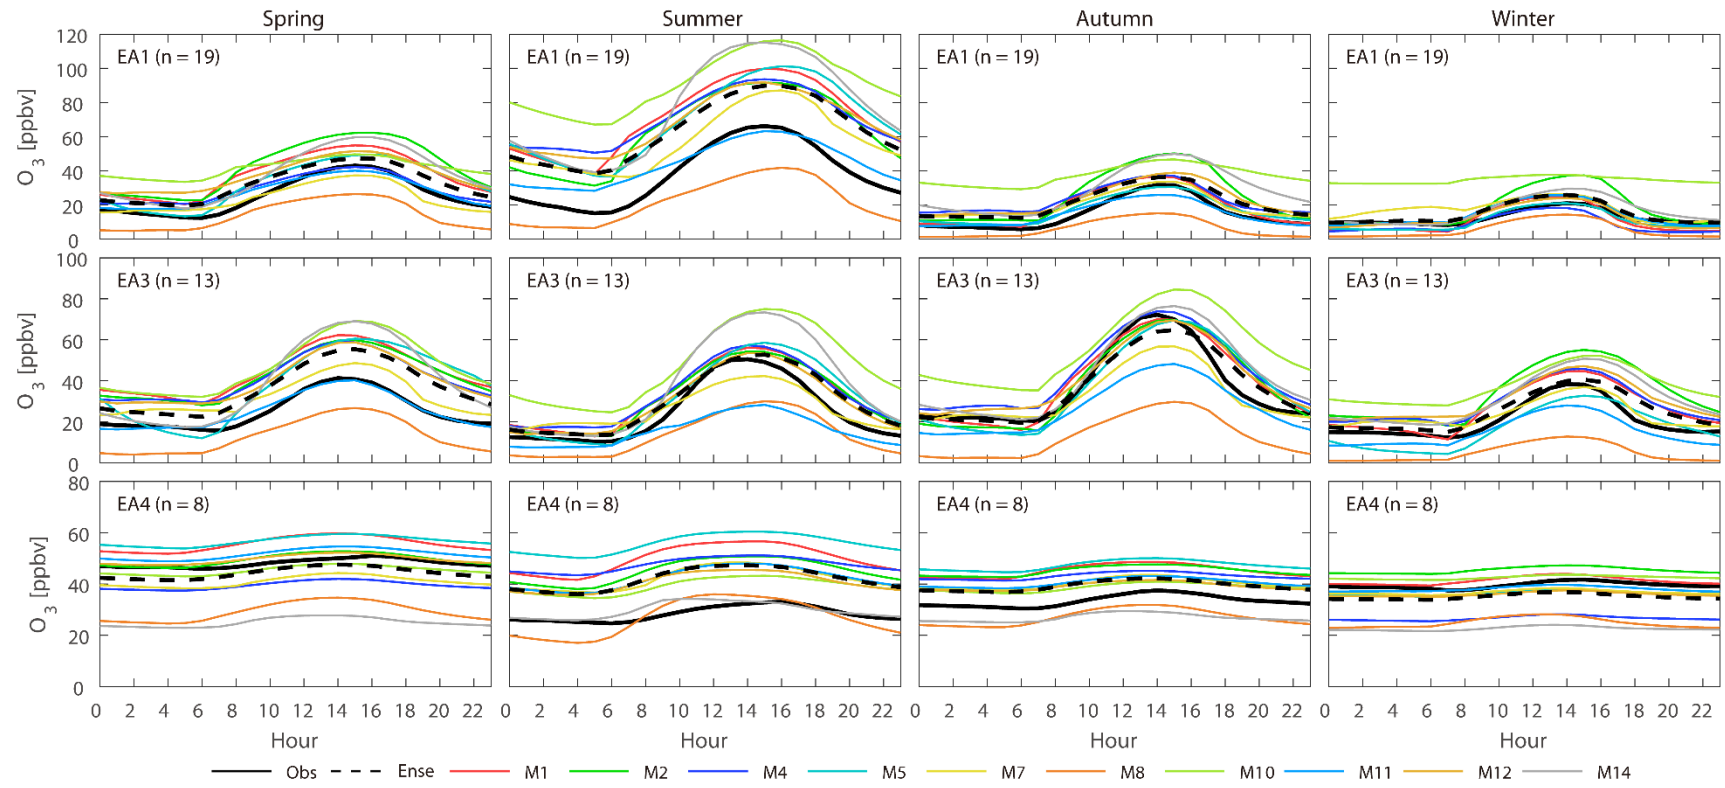 Spring Summer Autumn Winter
O3 [ppbv]
120
100
80
60
40
20
0
EA1 (n = 19) EA1 (n = 19) EA1 (n = 19) EA1 (n = 19)
O3 [ppbv]
100
80
60
40
20
0
EA3 (n = 13) EA3 (n = 13) EA3 (n = 13) EA3 (n = 13)
O3 [ppbv]
80
60
40
20
0
EA4 (n = 8) EA4 (n = 8) EA4 (n = 8) EA4 (n = 8)
0 2 4 6 8 10 12 14 16 18 20 22 0 2 4 6 8 10 12 14 16 18 20 22 0 2 4 6 8 10 12 14 16 18 20 22 0 2 4 6 8 10 12 14 16 18 20 22
Hour Hour Hour Hour
Obs Ense M1 M2 M4 M5 M7 M8 M10 M11 M12 M14